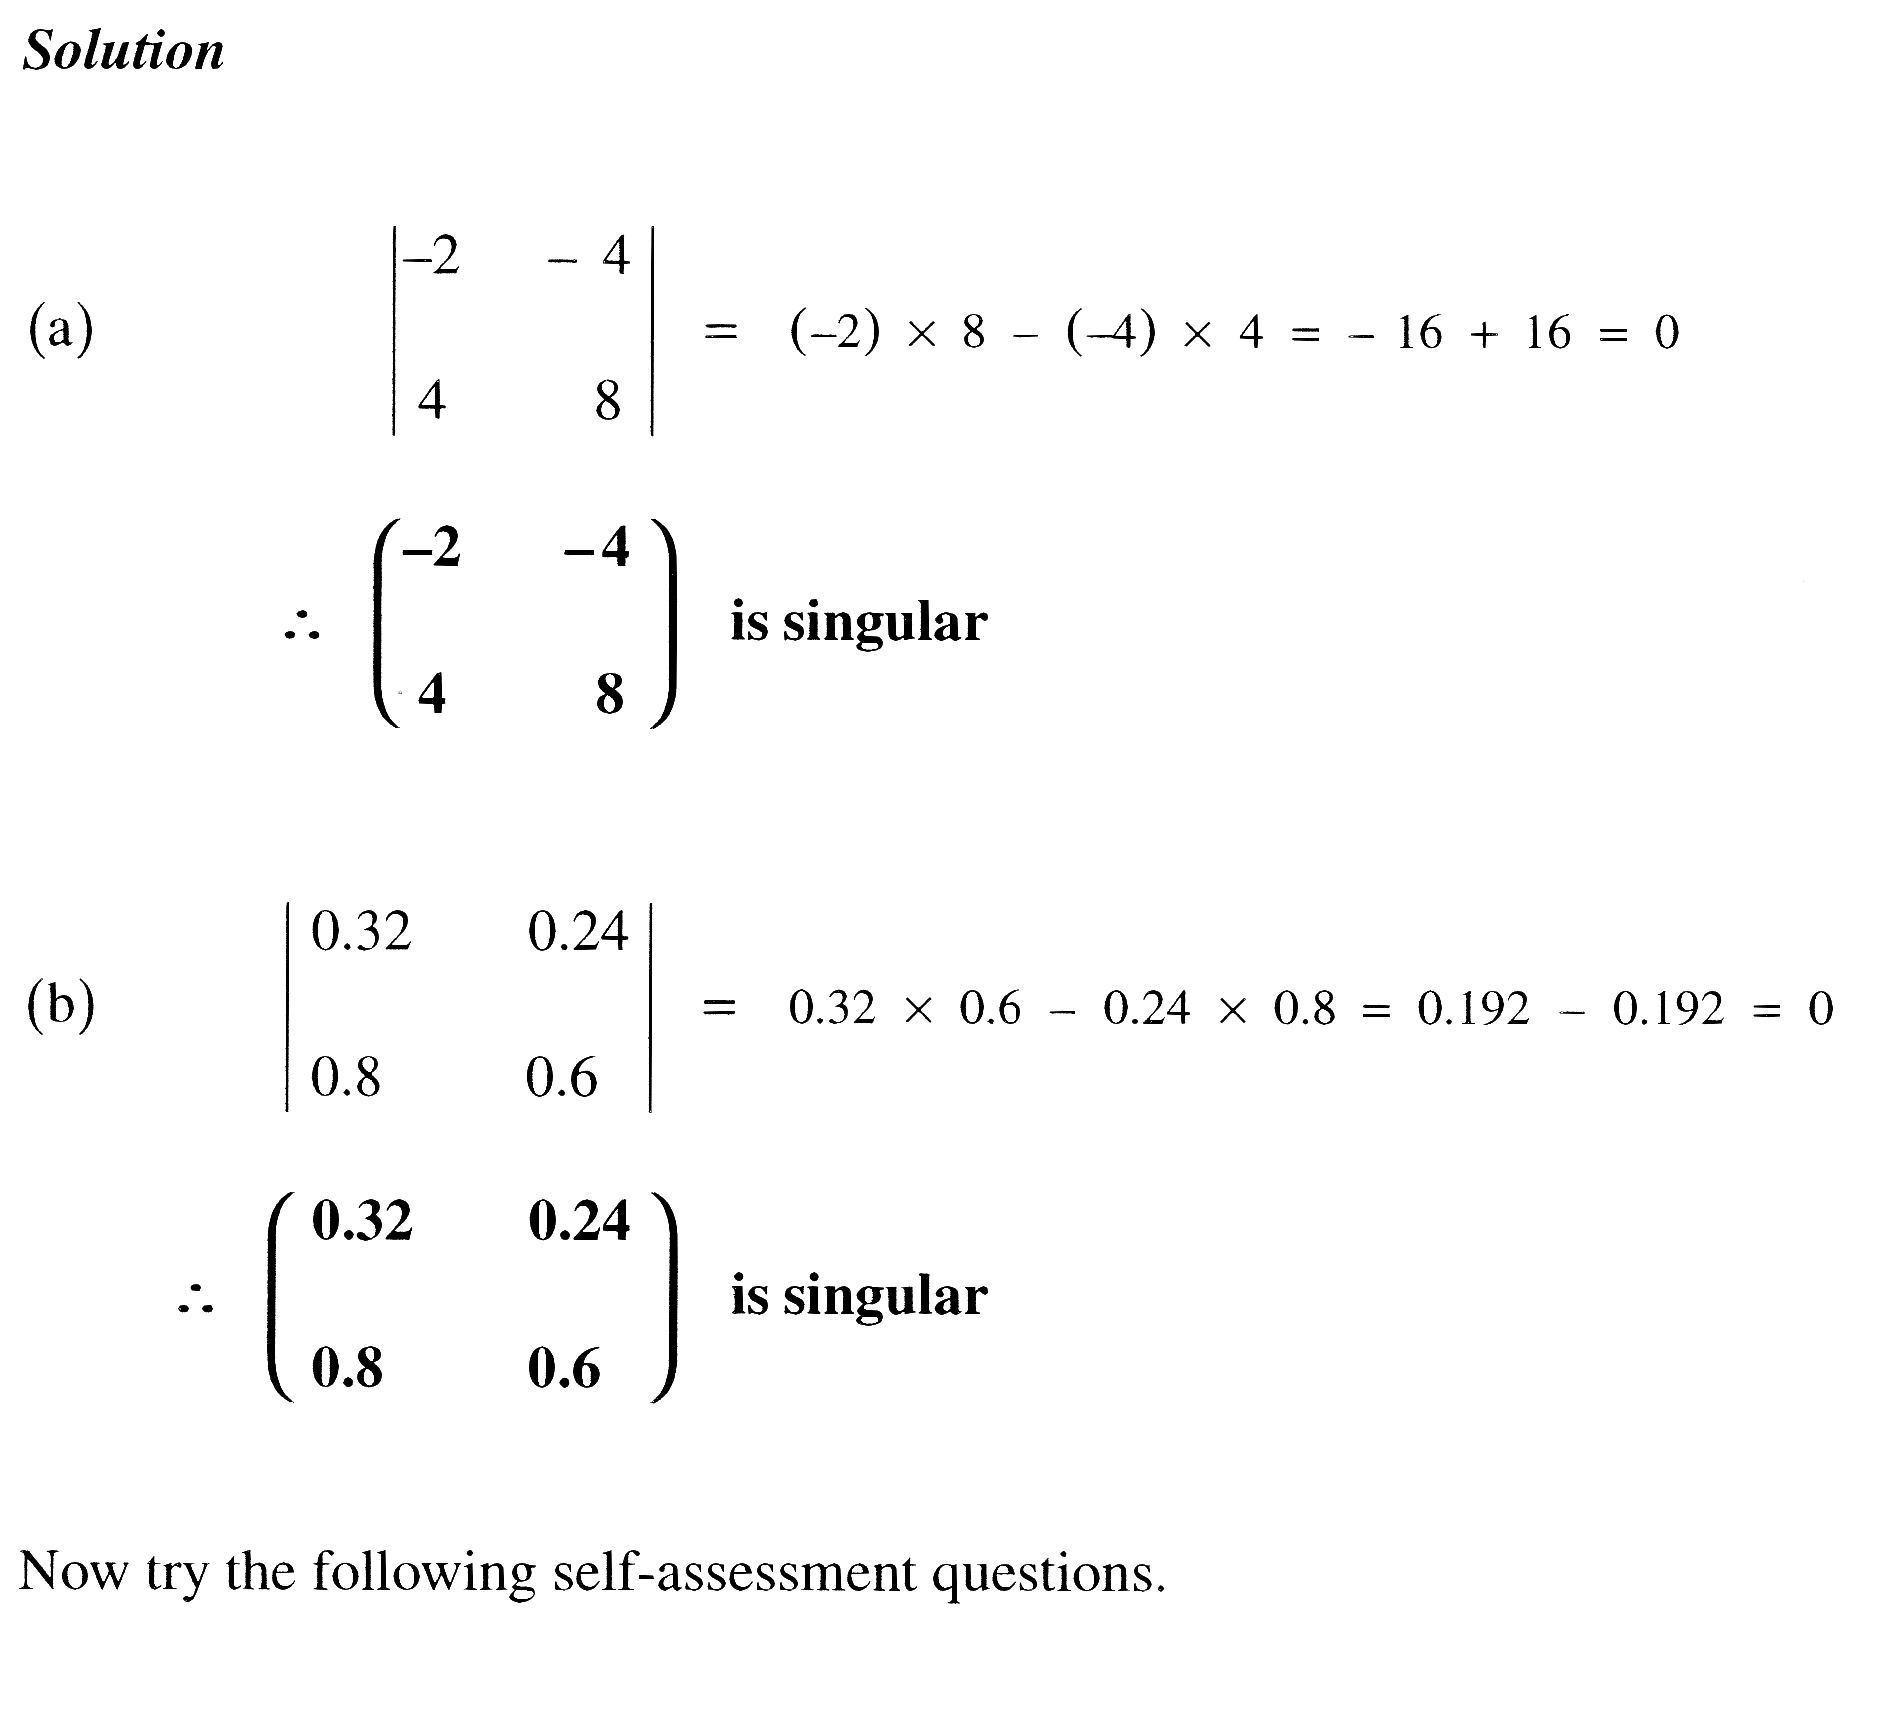 Solution
–2 – 4
(a) = (–2) × 8 – (–4) × 4 = – 16 + 16 = 0
4 8
–2 –4
∴ is singular
4 8
0.32 0.24
(b) = 0.32 × 0.6 – 0.24 × 0.8 = 0.192 – 0.192 = 0
0.8 0.6
0.32 0.24
∴ is singular
0.8 0.6
Now try the following self-assessment questions.